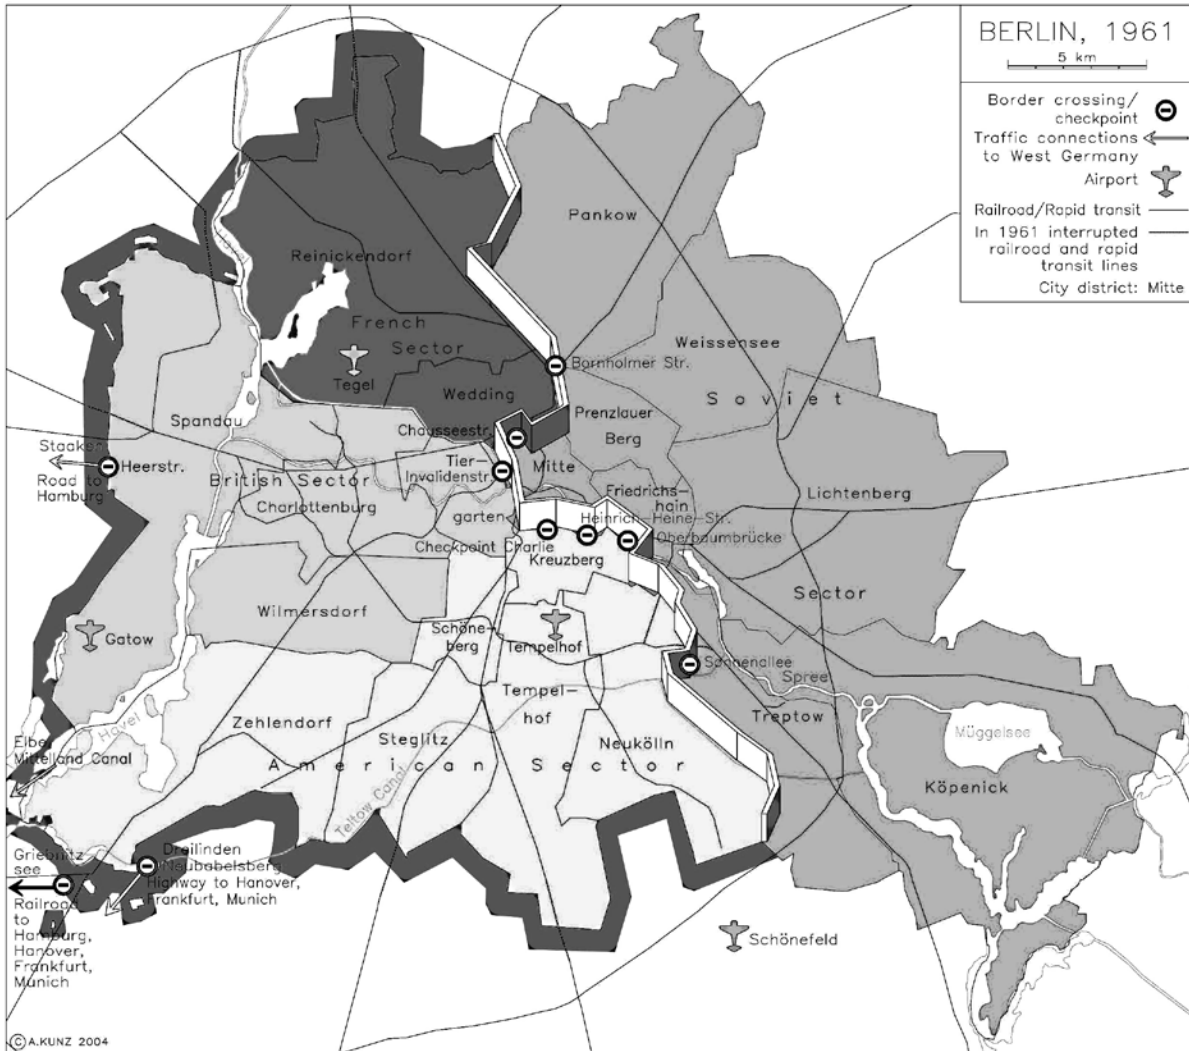 BERLIN, 1961
5 km
Border crossing/
checkpoint
Traffic connections
to West Germany
Airport
Railroad/Rapid transit
In 1961 interrupted
railroad and rapid
transit lines
City district: Mitte
Pankow
Havel
Reinickendorf
French
Sector
Tegel
Wedding
Bornholmer Str.
Weissensee
Soviet
Prenzlauer
Berg
Spandau
Chausseestr.
Staaken
Heerstr.
Road to
Hamburg
Tier-
Invalidenstr.
Mitte
British Sector
Charlottenburg
garten
Friedrichs-
hain
Lichtenberg
Heinrich-Heine-Str.
Oberbaumbrücke
Checkpoint Charlie
Kreuzberg
Sector
Wilmersdorf
Gatow
Schöne-
berg
Tempelhof
Sonnenallee
Spree
Tempel-
hof
Treptow
Zehlendorf
Steglitz
Neukölln
Müggelsee
Havel
Elbe,
Mittelland Canal
American Sector
Köpenick
Teltow Canal
Griebnitz-
see
Dreilinden
Neubabelsberg
Highway to Hanover,
Frankfurt, Munich
Railroad
to
Hamburg,
Hanover,
Frankfurt,
Munich
Schönefeld
© A.KUNZ 2004